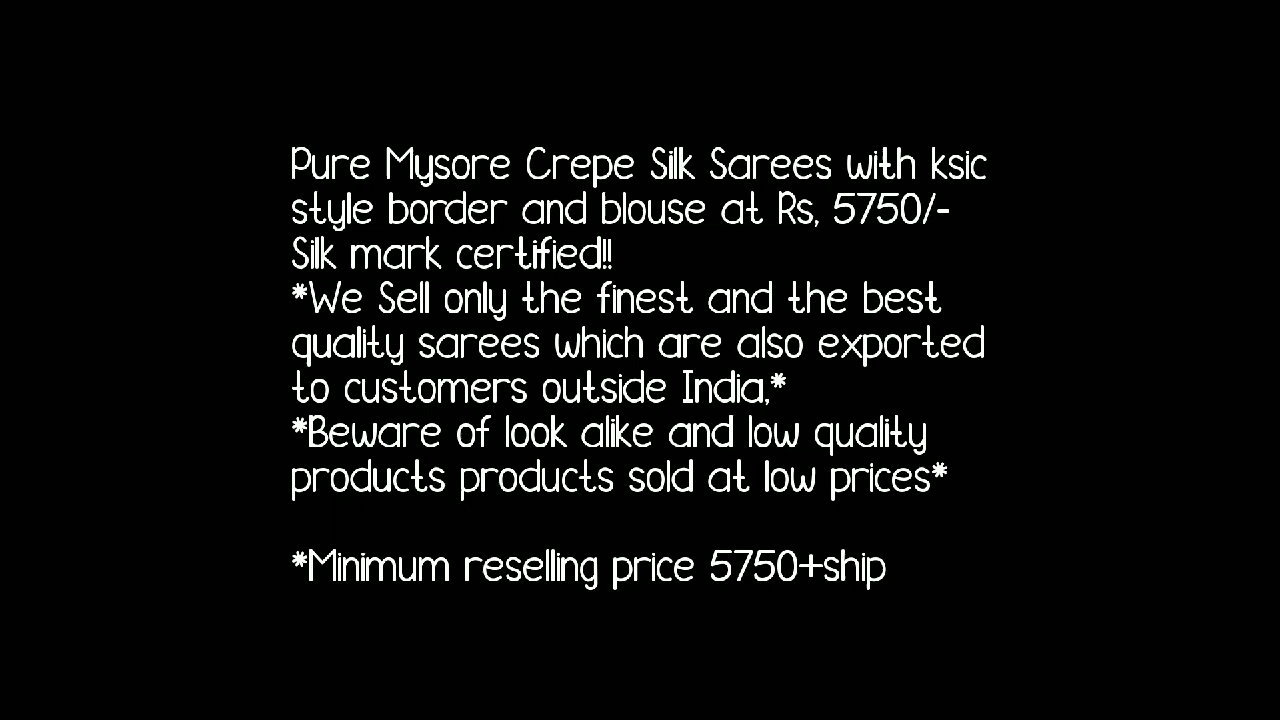 Pure Mysore Crepe Silk Sarees with ksic
style border and blouse at Rs, 5750/-
Silk mark certified!!
*We Sell only the finest and the best
quality sarees which are also exported
to customers outside India,*
*Beware of look alike and low quality
products products sold at low prices*
*Minimum reselling price 5750+ship